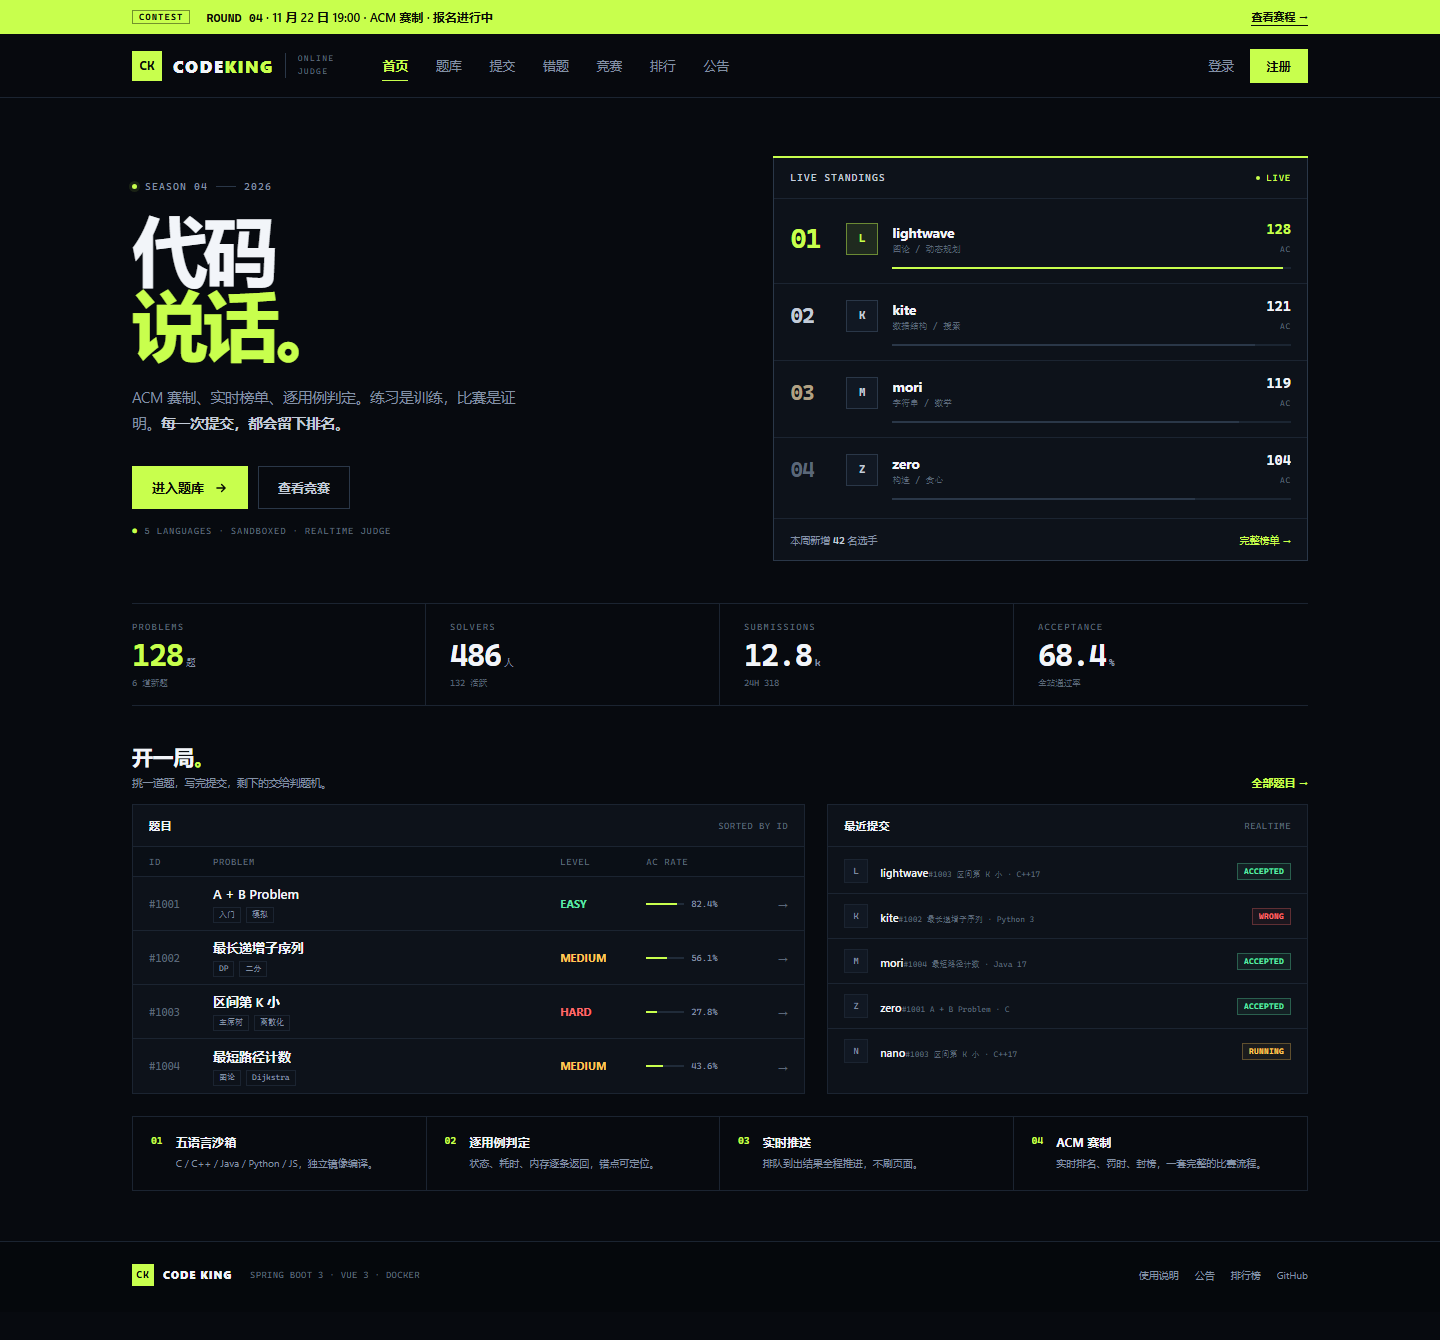 CONTEST ROUND 04 · 11 月 22 日 19:00 · ACM 赛制 · 报名进行中 查看赛程 →
CK CODEKING ONLINE JUDGE 首页 题库 提交 错题 竞赛 排行 公告 登录 注册
SEASON 04 — 2026
代码
说话。
ACM 赛制、实时榜单、逐用例判定。练习是训练，比赛是证
明。每一次提交，都会留下排名。
进入题库 → 查看竞赛
5 LANGUAGES · SANDBOXED · REALTIME JUDGE
LIVE STANDINGS LIVE
01 L lightwave 128
图论 / 动态规划 AC
02 K kite 121
数据结构 / 搜索 AC
03 M mori 119
字符串 / 数学 AC
04 Z zero 104
构造 / 贪心 AC
本周新增 42 名选手 完整榜单 →
PROBLEMS
128 题
6 道新题
SOLVERS
486 人
132 活跃
SUBMISSIONS
12.8 k
24H 318
ACCEPTANCE
68.4 %
全站通过率
开一局。
挑一道题，写完提交，剩下的交给判题机。 全部题目 →
题目 SORTED BY ID
ID PROBLEM LEVEL AC RATE
#1001 A + B Problem EASY 82.4% →
入门 模拟
#1002 最长递增子序列 MEDIUM 56.1% →
DP 二分
#1003 区间第 K 小 HARD 27.8% →
主席树 离散化
#1004 最短路径计数 MEDIUM 43.6% →
图论 Dijkstra
最近提交 REALTIME
L lightwave #1003 区间第 K 小 · C++17 ACCEPTED
K kite #1002 最长递增子序列 · Python 3 WRONG
M mori #1004 最短路径计数 · Java 17 ACCEPTED
Z zero #1001 A + B Problem · C ACCEPTED
N nano #1003 区间第 K 小 · C++17 RUNNING
01 五语言沙箱
C / C++ / Java / Python / JS，独立镜像编译。
02 逐用例判定
状态、耗时、内存逐条返回，错点可定位。
03 实时推送
排队到出结果全程推进，不刷页面。
04 ACM 赛制
实时排名、罚时、封榜，一套完整的比赛流程。
CK CODE KING SPRING BOOT 3 · VUE 3 · DOCKER 使用说明 公告 排行榜 GitHub